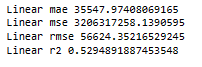 Linear mae 35547.97408069165
Linear mse 3206317258.1390595
Linear rmse 56624.35216529245
Linear r2 0.5294891887453548